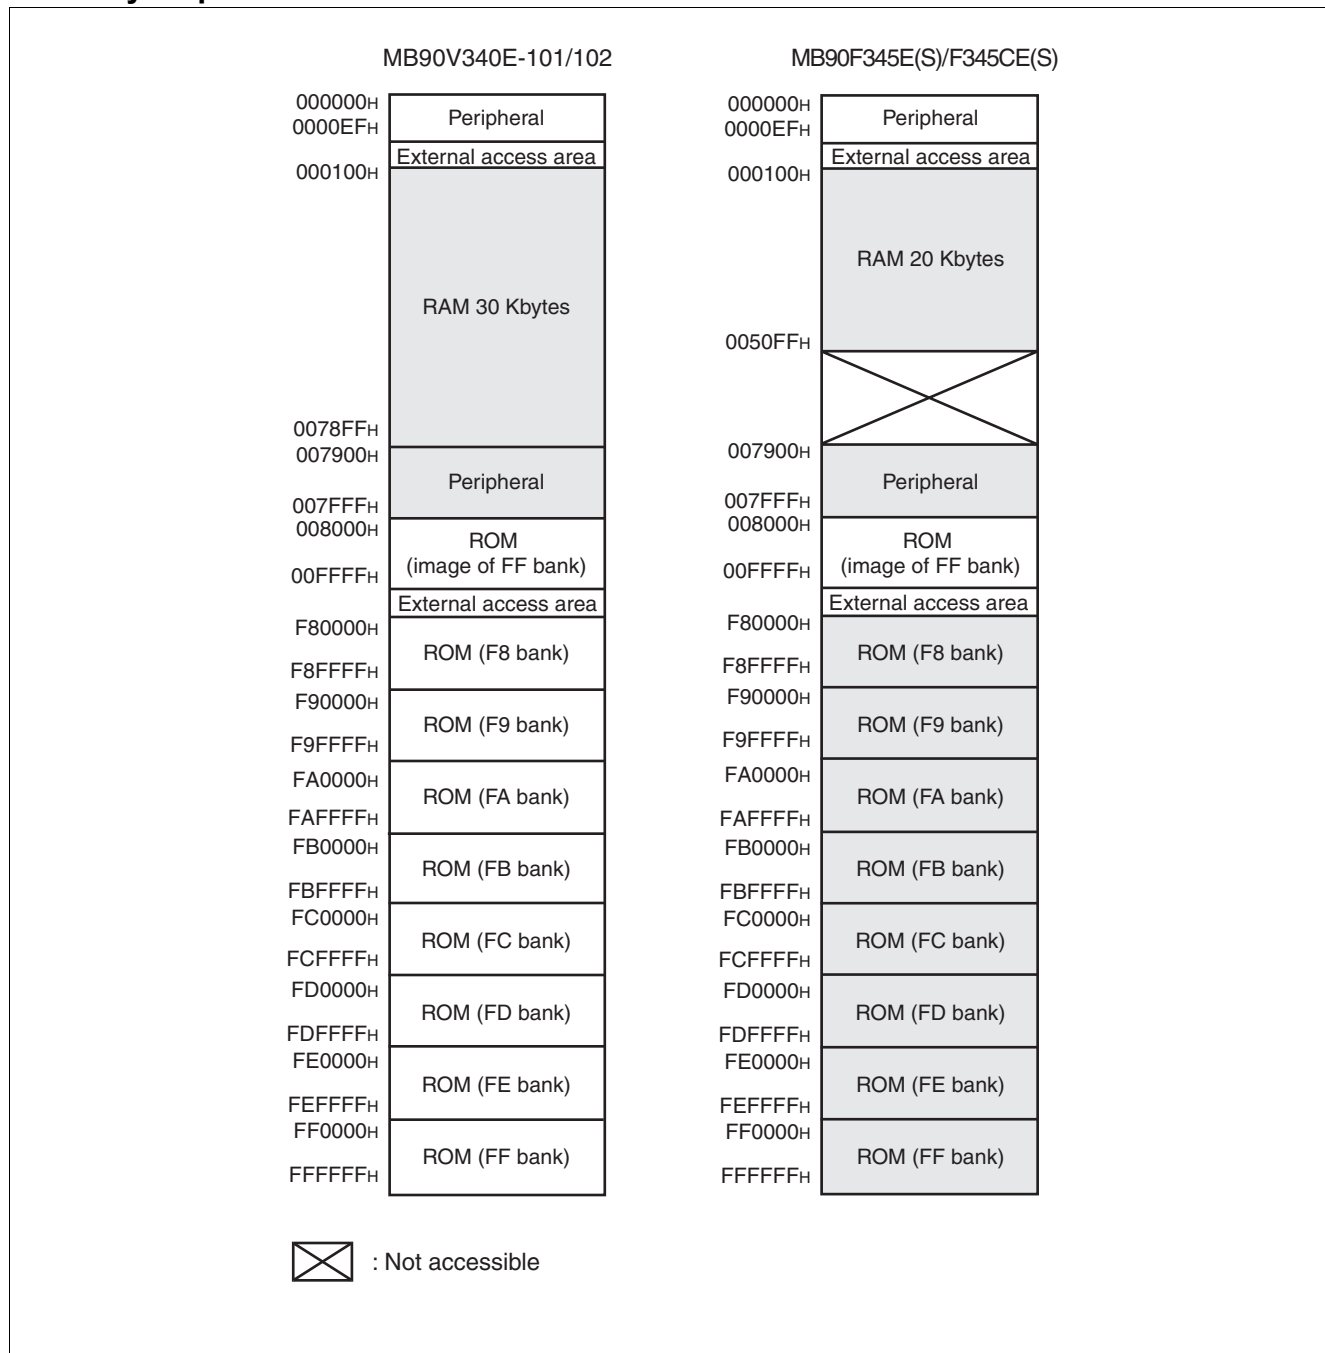 MB90V340E-101/102
000000H
0000EFH
000100H
0078FFH
007900H
007FFFH
008000H
00FFFFH
F80000H
F8FFFFH
F90000H
F9FFFFH
FA0000H
FAFFFFH
FB0000H
FBFFFFH
FC0000H
FCFFFFH
FD0000H
FDFFFFH
FE0000H
FEFFFFH
FF0000H
FFFFFFH
Peripheral
External access area
RAM 30 Kbytes
Peripheral
ROM
(image of FF bank)
External access area
ROM (F8 bank)
ROM (F9 bank)
ROM (FA bank)
ROM (FB bank)
ROM (FC bank)
ROM (FD bank)
ROM (FE bank)
ROM (FF bank)
MB90F345E(S)/F345CE(S)
000000H
0000EFH
000100H
0050FFH
007900H
007FFFH
008000H
00FFFFH
F80000H
F8FFFFH
F90000H
F9FFFFH
FA0000H
FAFFFFH
FB0000H
FBFFFFH
FC0000H
FCFFFFH
FD0000H
FDFFFFH
FE0000H
FEFFFFH
FF0000H
FFFFFFH
Peripheral
External access area
RAM 20 Kbytes
Peripheral
ROM
(image of FF bank)
External access area
ROM (F8 bank)
ROM (F9 bank)
ROM (FA bank)
ROM (FB bank)
ROM (FC bank)
ROM (FD bank)
ROM (FE bank)
ROM (FF bank)
: Not accessible